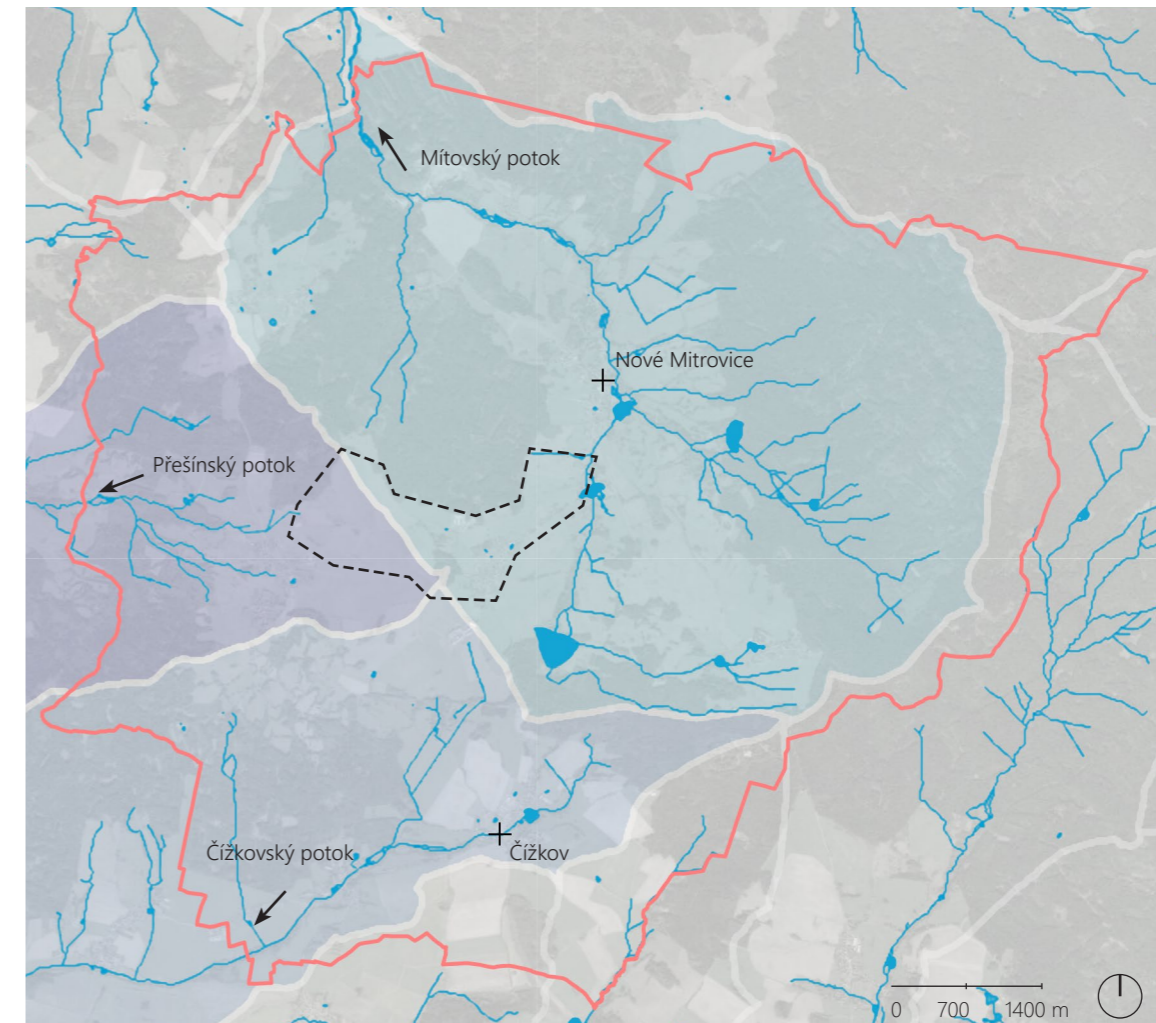 Mítovský potok
Nové Mitrovice
Přešínský potok
Čížkovský potok
Čížkov
0 700 1400 m